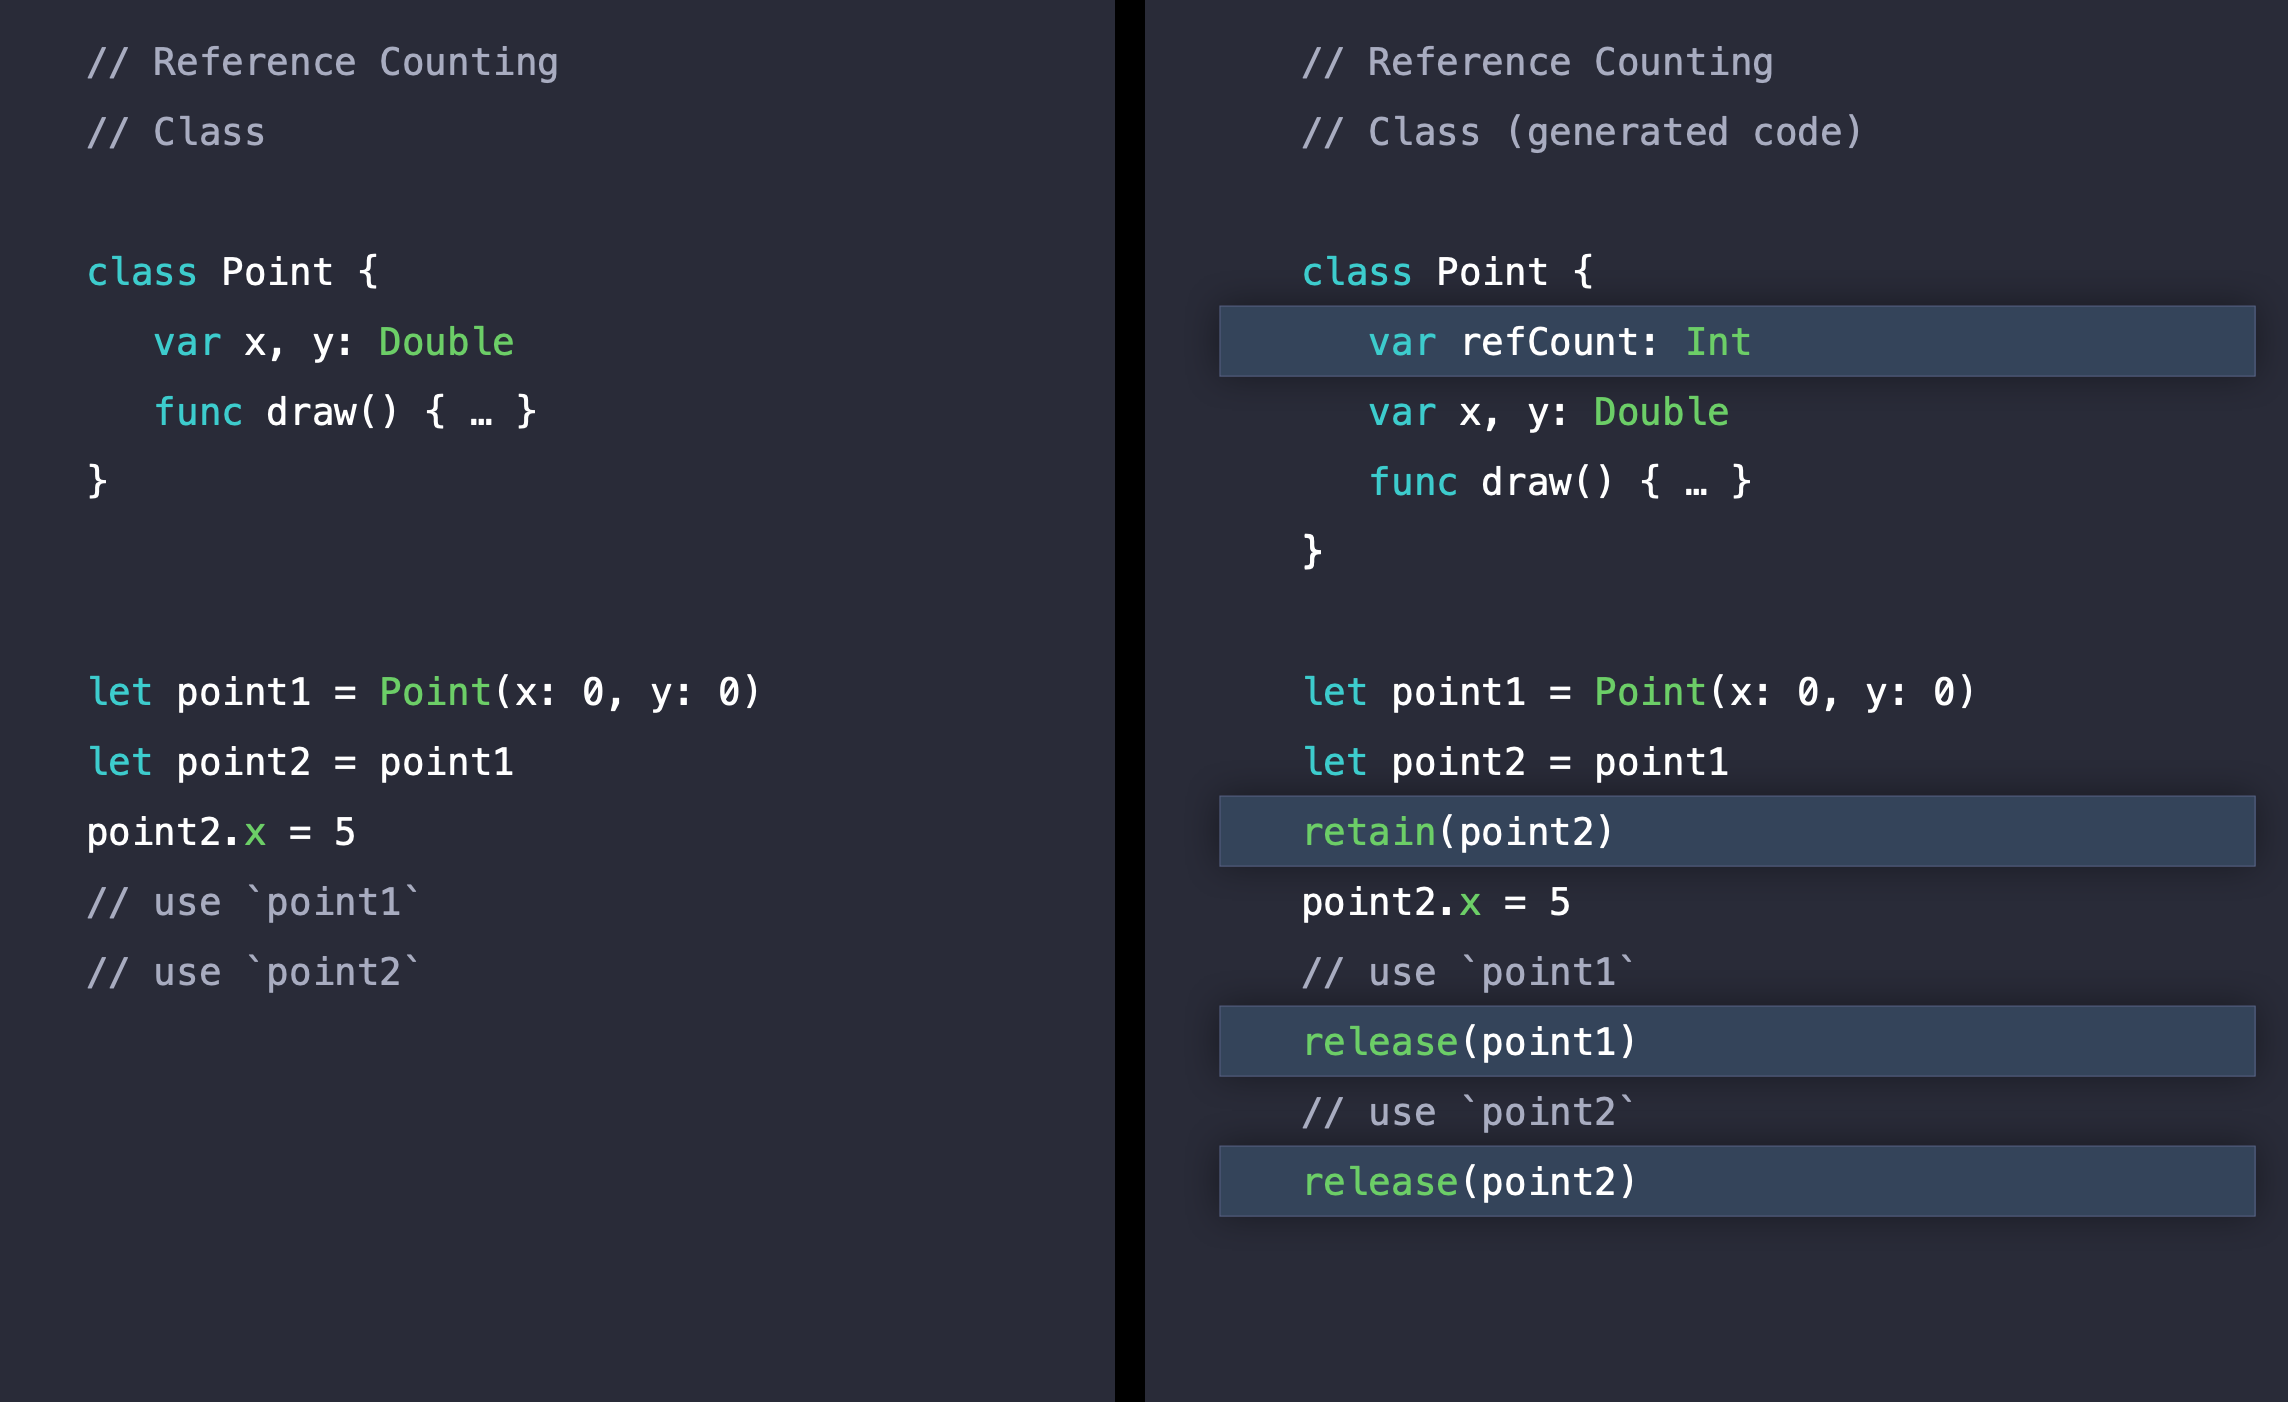 // Reference Counting
// Class
class Point {
   var x, y: Double
   func draw() { … }
}
let point1 = Point(x: 0, y: 0)
let point2 = point1
point2.x = 5
// use `point1`
// use `point2`
// Reference Counting
// Class (generated code)
class Point {
   var refCount: Int
   var x, y: Double
   func draw() { … }
}
let point1 = Point(x: 0, y: 0)
let point2 = point1
retain(point2)
point2.x = 5
// use `point1`
release(point1)
// use `point2`
release(point2)